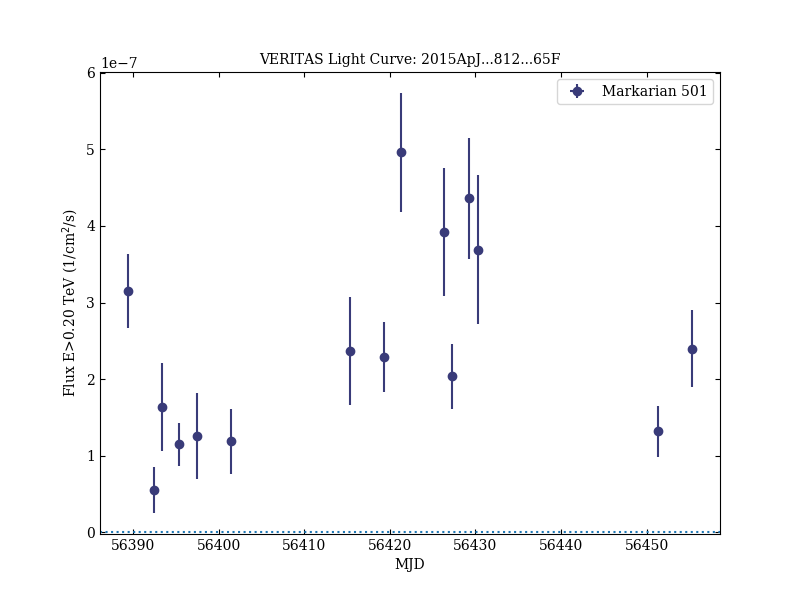 VERITAS Light Curve: 2015ApJ...812...65F
1e−7
Markarian 501
6
5
4
3
2
1
0
Flux E>0.20 TeV (1/cm²/s)
56390 56400 56410 56420 56430 56440 56450
MJD